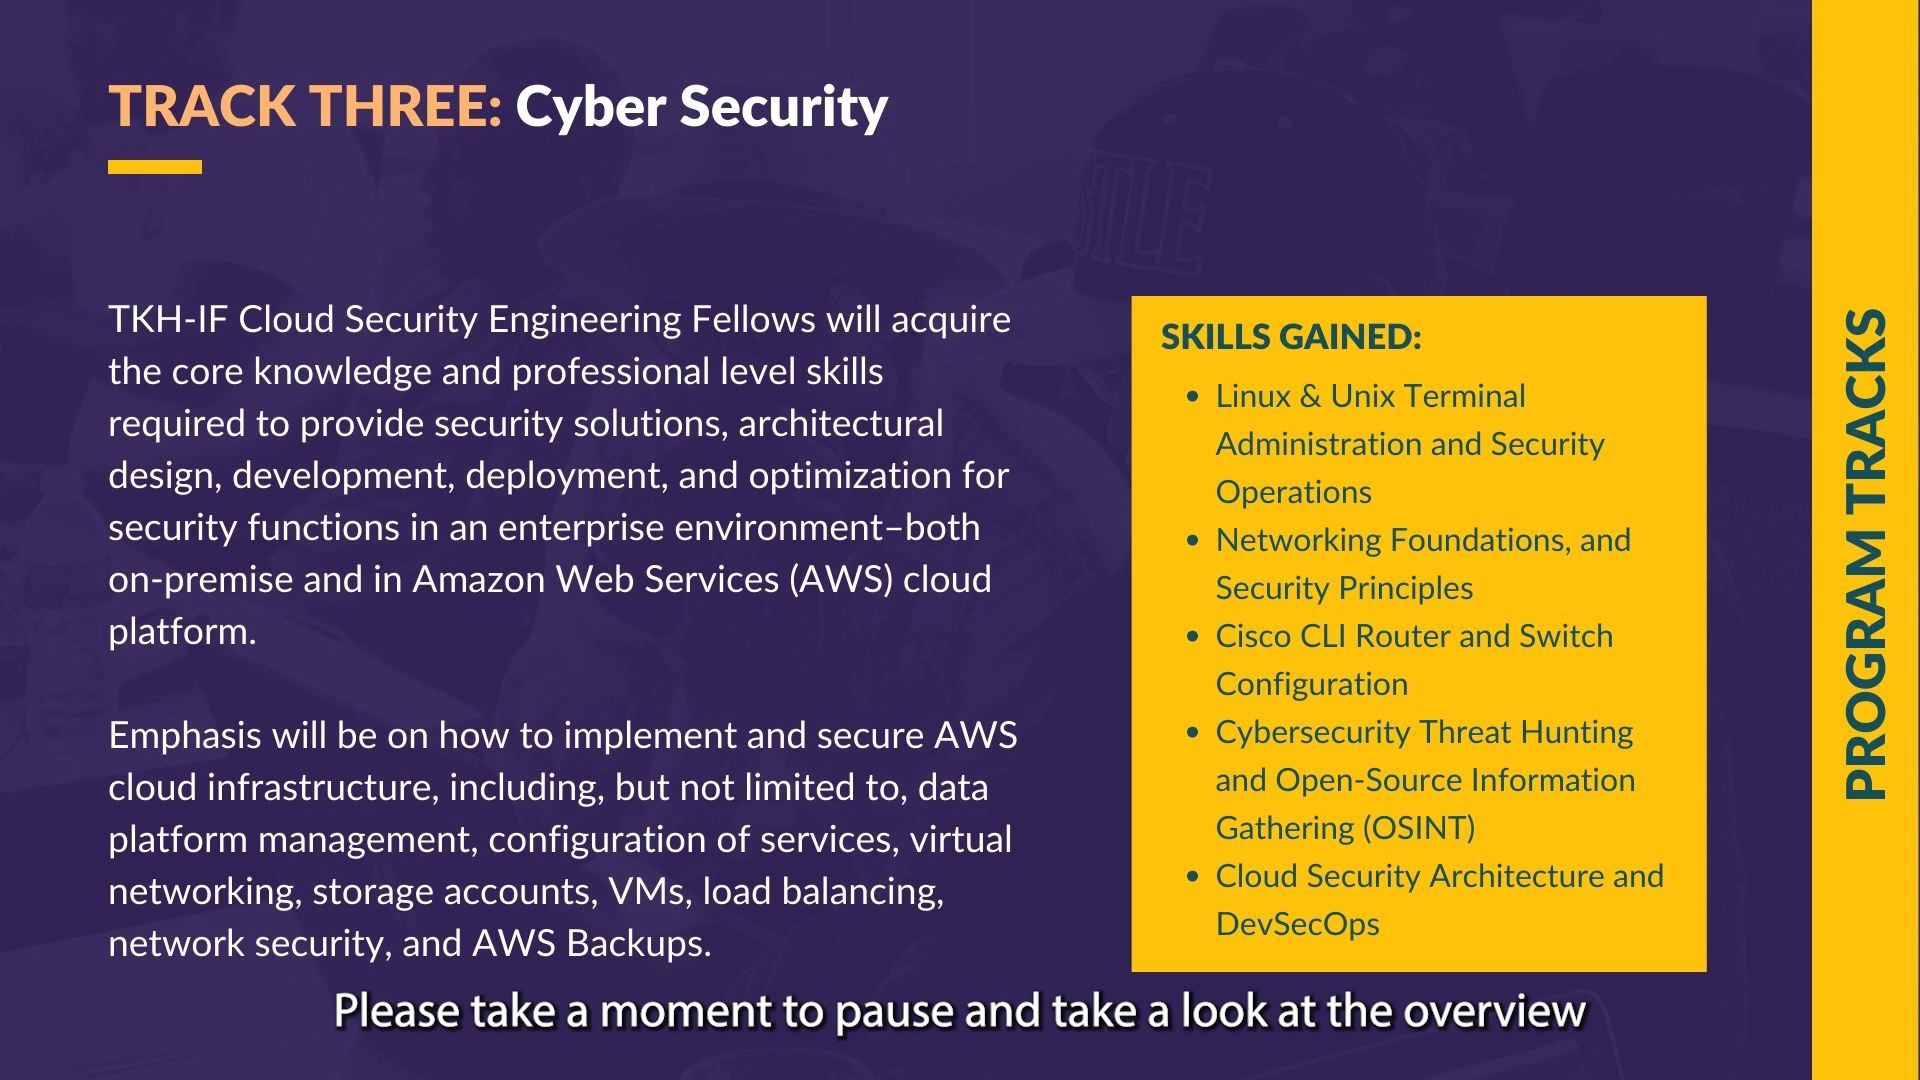 TRACK THREE: Cyber Security
TKH-IF Cloud Security Engineering Fellows will acquire
the core knowledge and professional level skills
required to provide security solutions, architectural
design, development, deployment, and optimization for
security functions in an enterprise environment–both
on-premise and in Amazon Web Services (AWS) cloud
platform.
Emphasis will be on how to implement and secure AWS
cloud infrastructure, including, but not limited to, data
platform management, configuration of services, virtual
networking, storage accounts, VMs, load balancing,
network security, and AWS Backups.
SKILLS GAINED:
• Linux & Unix Terminal
Administration and Security
Operations
• Networking Foundations, and
Security Principles
• Cisco CLI Router and Switch
Configuration
• Cybersecurity Threat Hunting
and Open-Source Information
Gathering (OSINT)
• Cloud Security Architecture and
DevSecOps
PROGRAM TRACKS
Please take a moment to pause and take a look at the overview